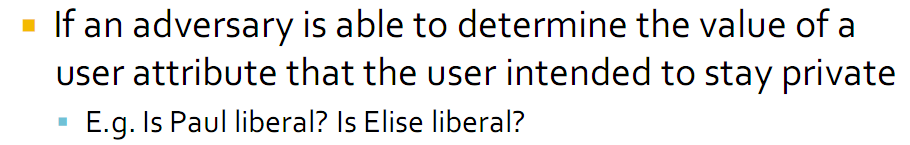 If an adversary is able to determine the value of a
user attribute that the user intended to stay private
E.g. Is Paul liberal? Is Elise liberal?